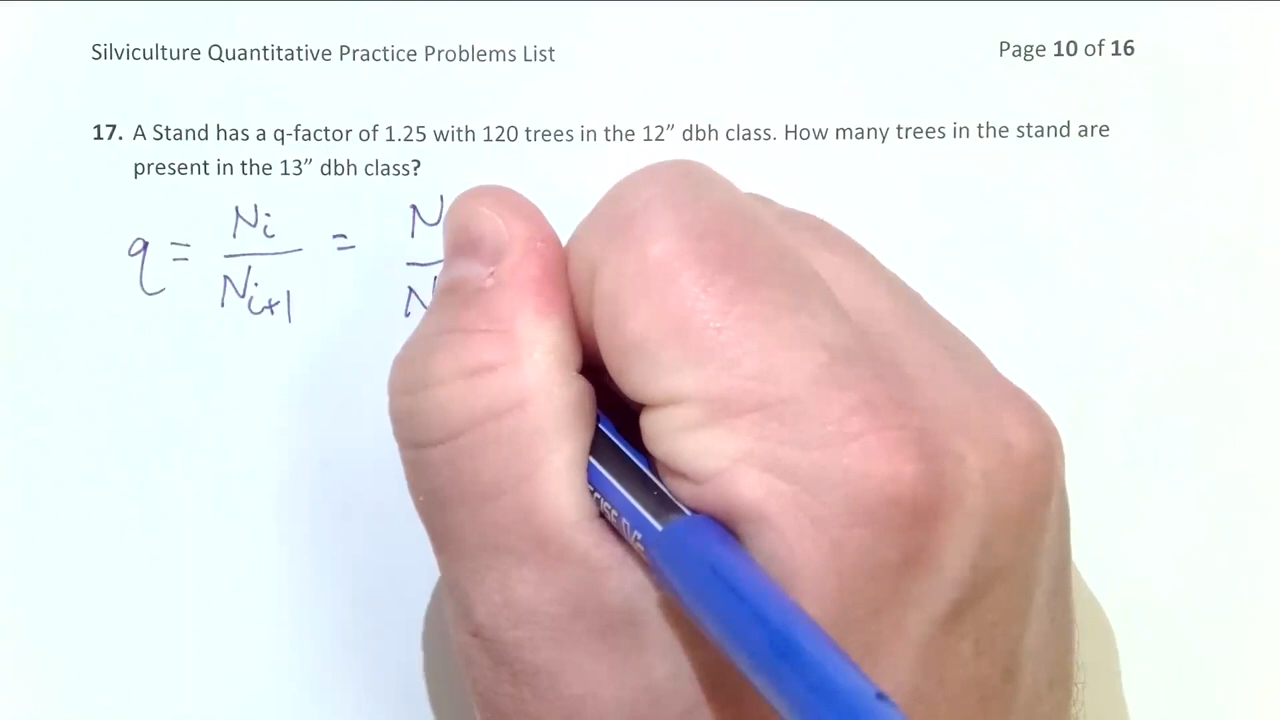 Silviculture Quantitative Practice Problems List Page 10 of 16
17. A Stand has a q-factor of 1.25 with 120 trees in the 12” dbh class. How many trees in the stand are
present in the 13” dbh class?
q = Ni / Ni+1 = N / N